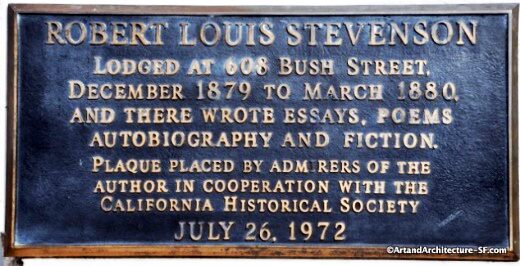 ROBERT LOUIS STEVENSON
LODGED AT 608 BUSH STREET,
DECEMBER 1879 TO MARCH 1880,
AND THERE WROTE ESSAYS, POEMS
AUTOBIOGRAPHY AND FICTION.
PLAQUE PLACED BY ADMIRERS OF THE
AUTHOR IN COOPERATION WITH THE
CALIFORNIA HISTORICAL SOCIETY
JULY 26, 1972
©ArtandArchitecture-SF.com